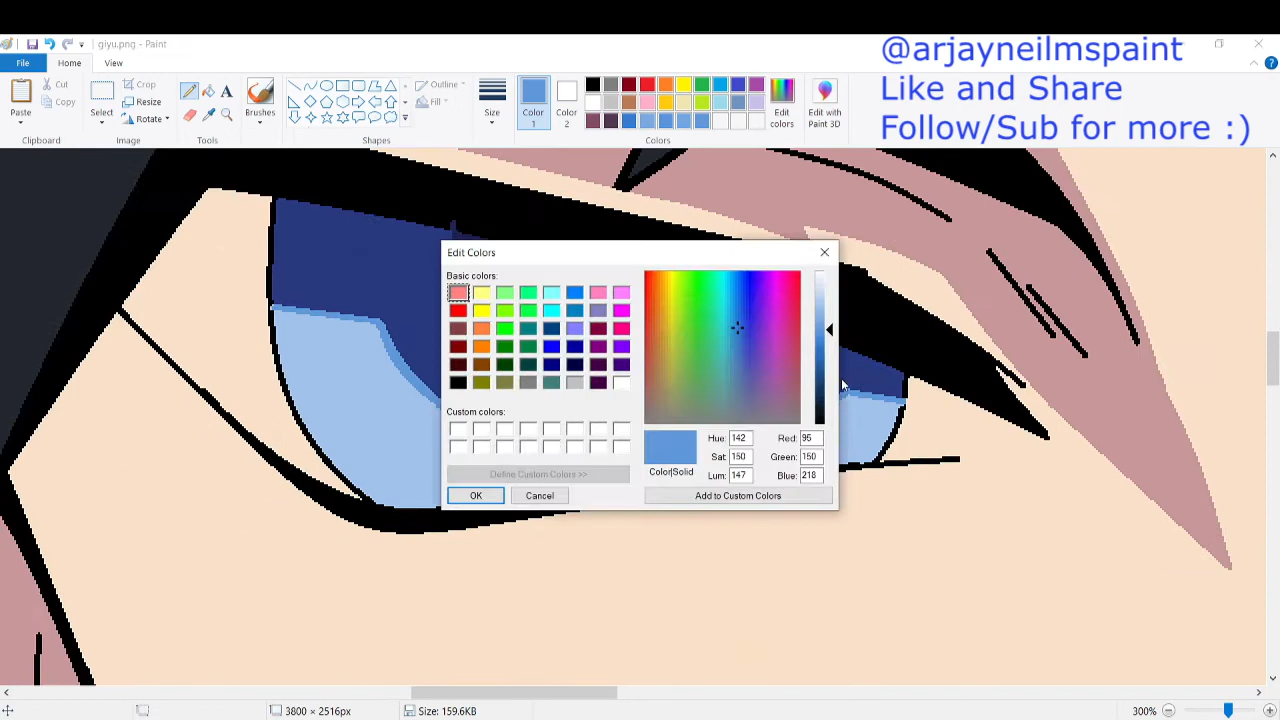 giyu.png - Paint
@arjayneilmspaint
Like and Share
Follow/Sub for more :)
File
Home
View
Paste
Cut
Copy
Clipboard
Select
Crop
Resize
Rotate
Image
A
Tools
Brushes
Outline
Fill
Shapes
Size
Color
1
Color
2
Edit
colors
Colors
Edit with
Paint 3D
Edit Colors
Basic colors:
Custom colors:
Define Custom Colors >>
OK
Cancel
Color|Solid
Hue: 142
Sat: 150
Lum: 147
Red: 95
Green: 150
Blue: 218
Add to Custom Colors
3800 × 2516px
Size: 159.6KB
300%